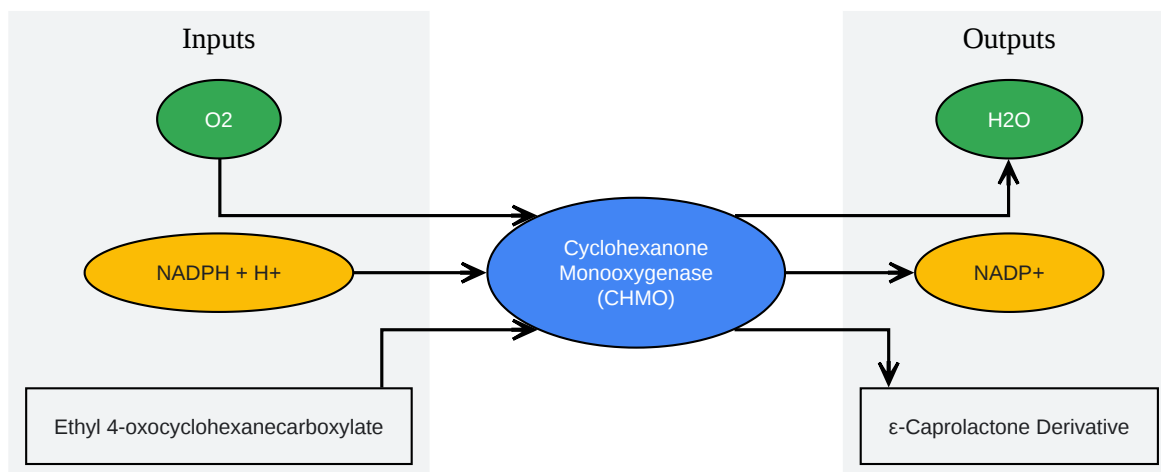 Inputs
Outputs
O2
H2O
Cyclohexanone
Monooxygenase
(CHMO)
NADPH + H+
NADP+
Ethyl 4-oxocyclohexanecarboxylate
ε-Caprolactone Derivative